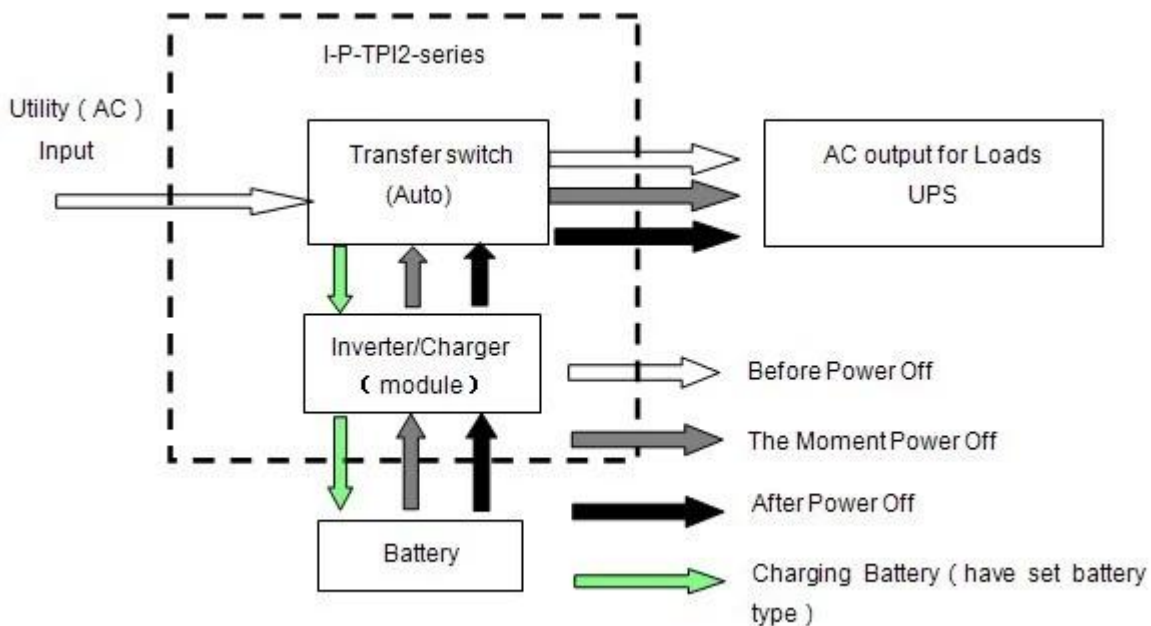 I-P-TPI2-series
Utility ( AC )
Input
Transfer switch
(Auto)
AC output for Loads
UPS
Inverter/Charger
( module )
Before Power Off
The Moment Power Off
After Power Off
Battery
Charging Battery ( have set battery
type )